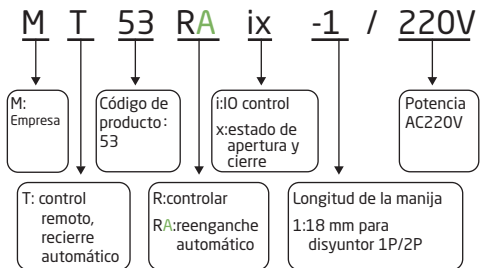 M T 53 RA ix -1 / 220V
M:
Empresa
Código de
producto:
53
i:IO control
x:estado de
apertura y
cierre
Potencia
AC220V
T: control
remoto,
recierre
automático
R:controlar
RA:reenganche
automático
Longitud de la manija
1:18 mm para
disyuntor 1P/2P